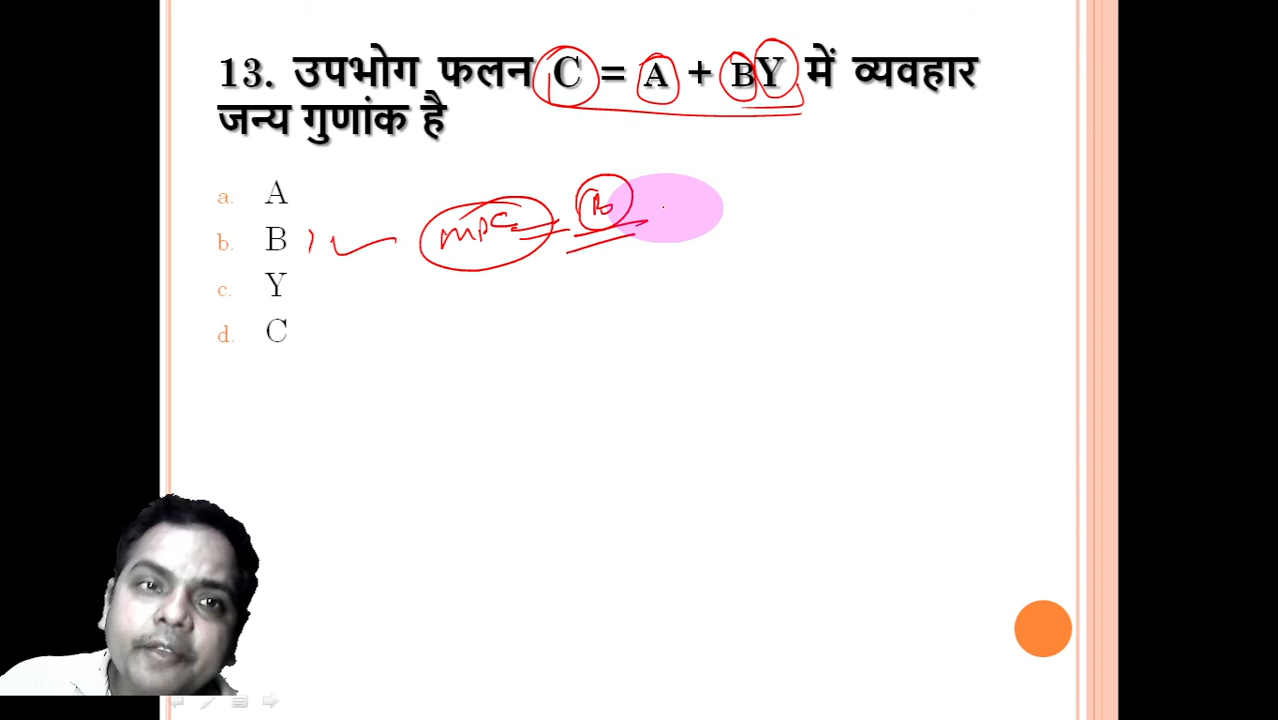 13. उपभोग फलन C = A + BY में व्यवहार
जन्य गुणांक है
a. A
b. B
mpc = B
c. Y
d. C